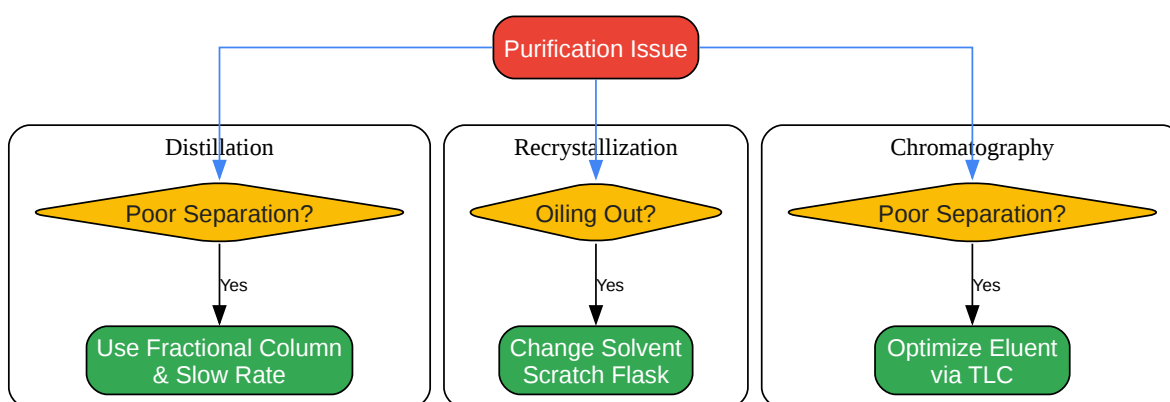 Purification Issue
Distillation
Recrystallization
Chromatography
Poor Separation?
Oiling Out?
Poor Separation?
Yes
Yes
Yes
Use Fractional Column
& Slow Rate
Change Solvent
Scratch Flask
Optimize Eluent
via TLC